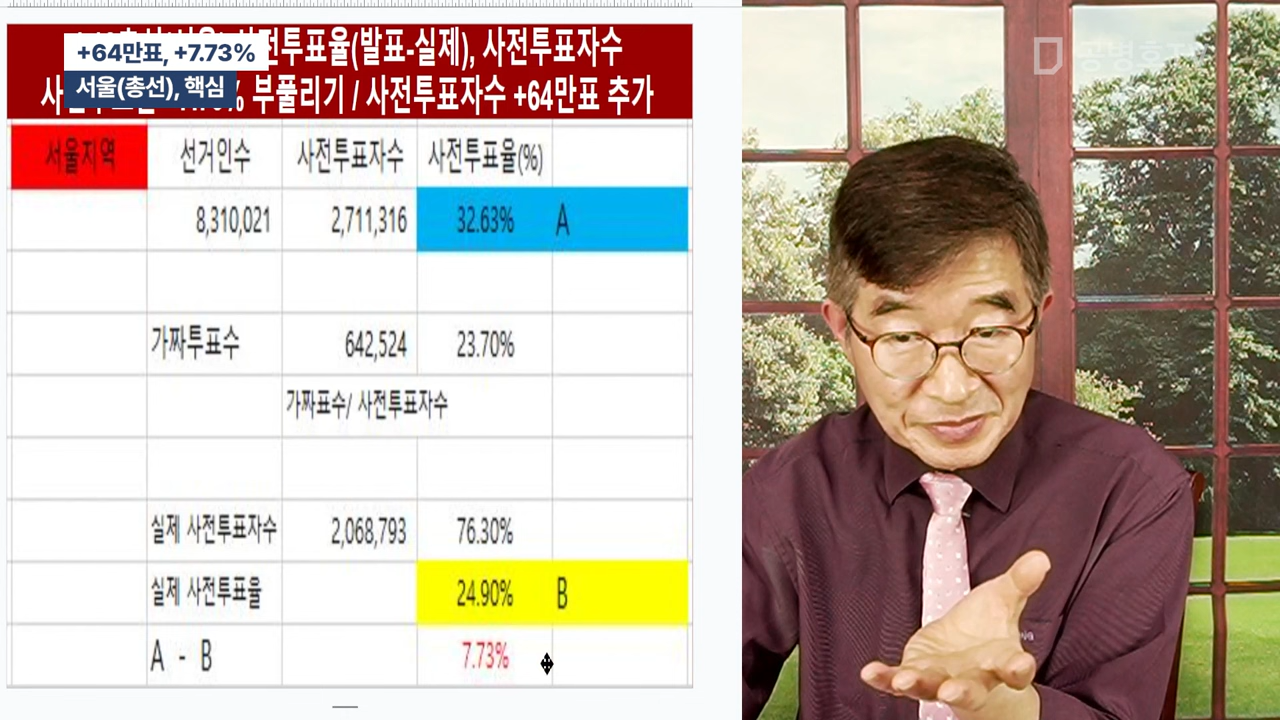 +64만표, +7.73%
서울(총선), 핵심
사전투표율(발표-실제), 사전투표자수
부풀리기 / 사전투표자수 +64만표 추가
서울지역 선거인수 사전투표자수 사전투표율(%)
8,310,021 2,711,316 32.63% A
가짜투표수 642,524 23.70%
가짜표수/ 사전투표자수
실제 사전투표자수 2,068,793 76.30%
실제 사전투표율 24.90% B
A - B 7.73%